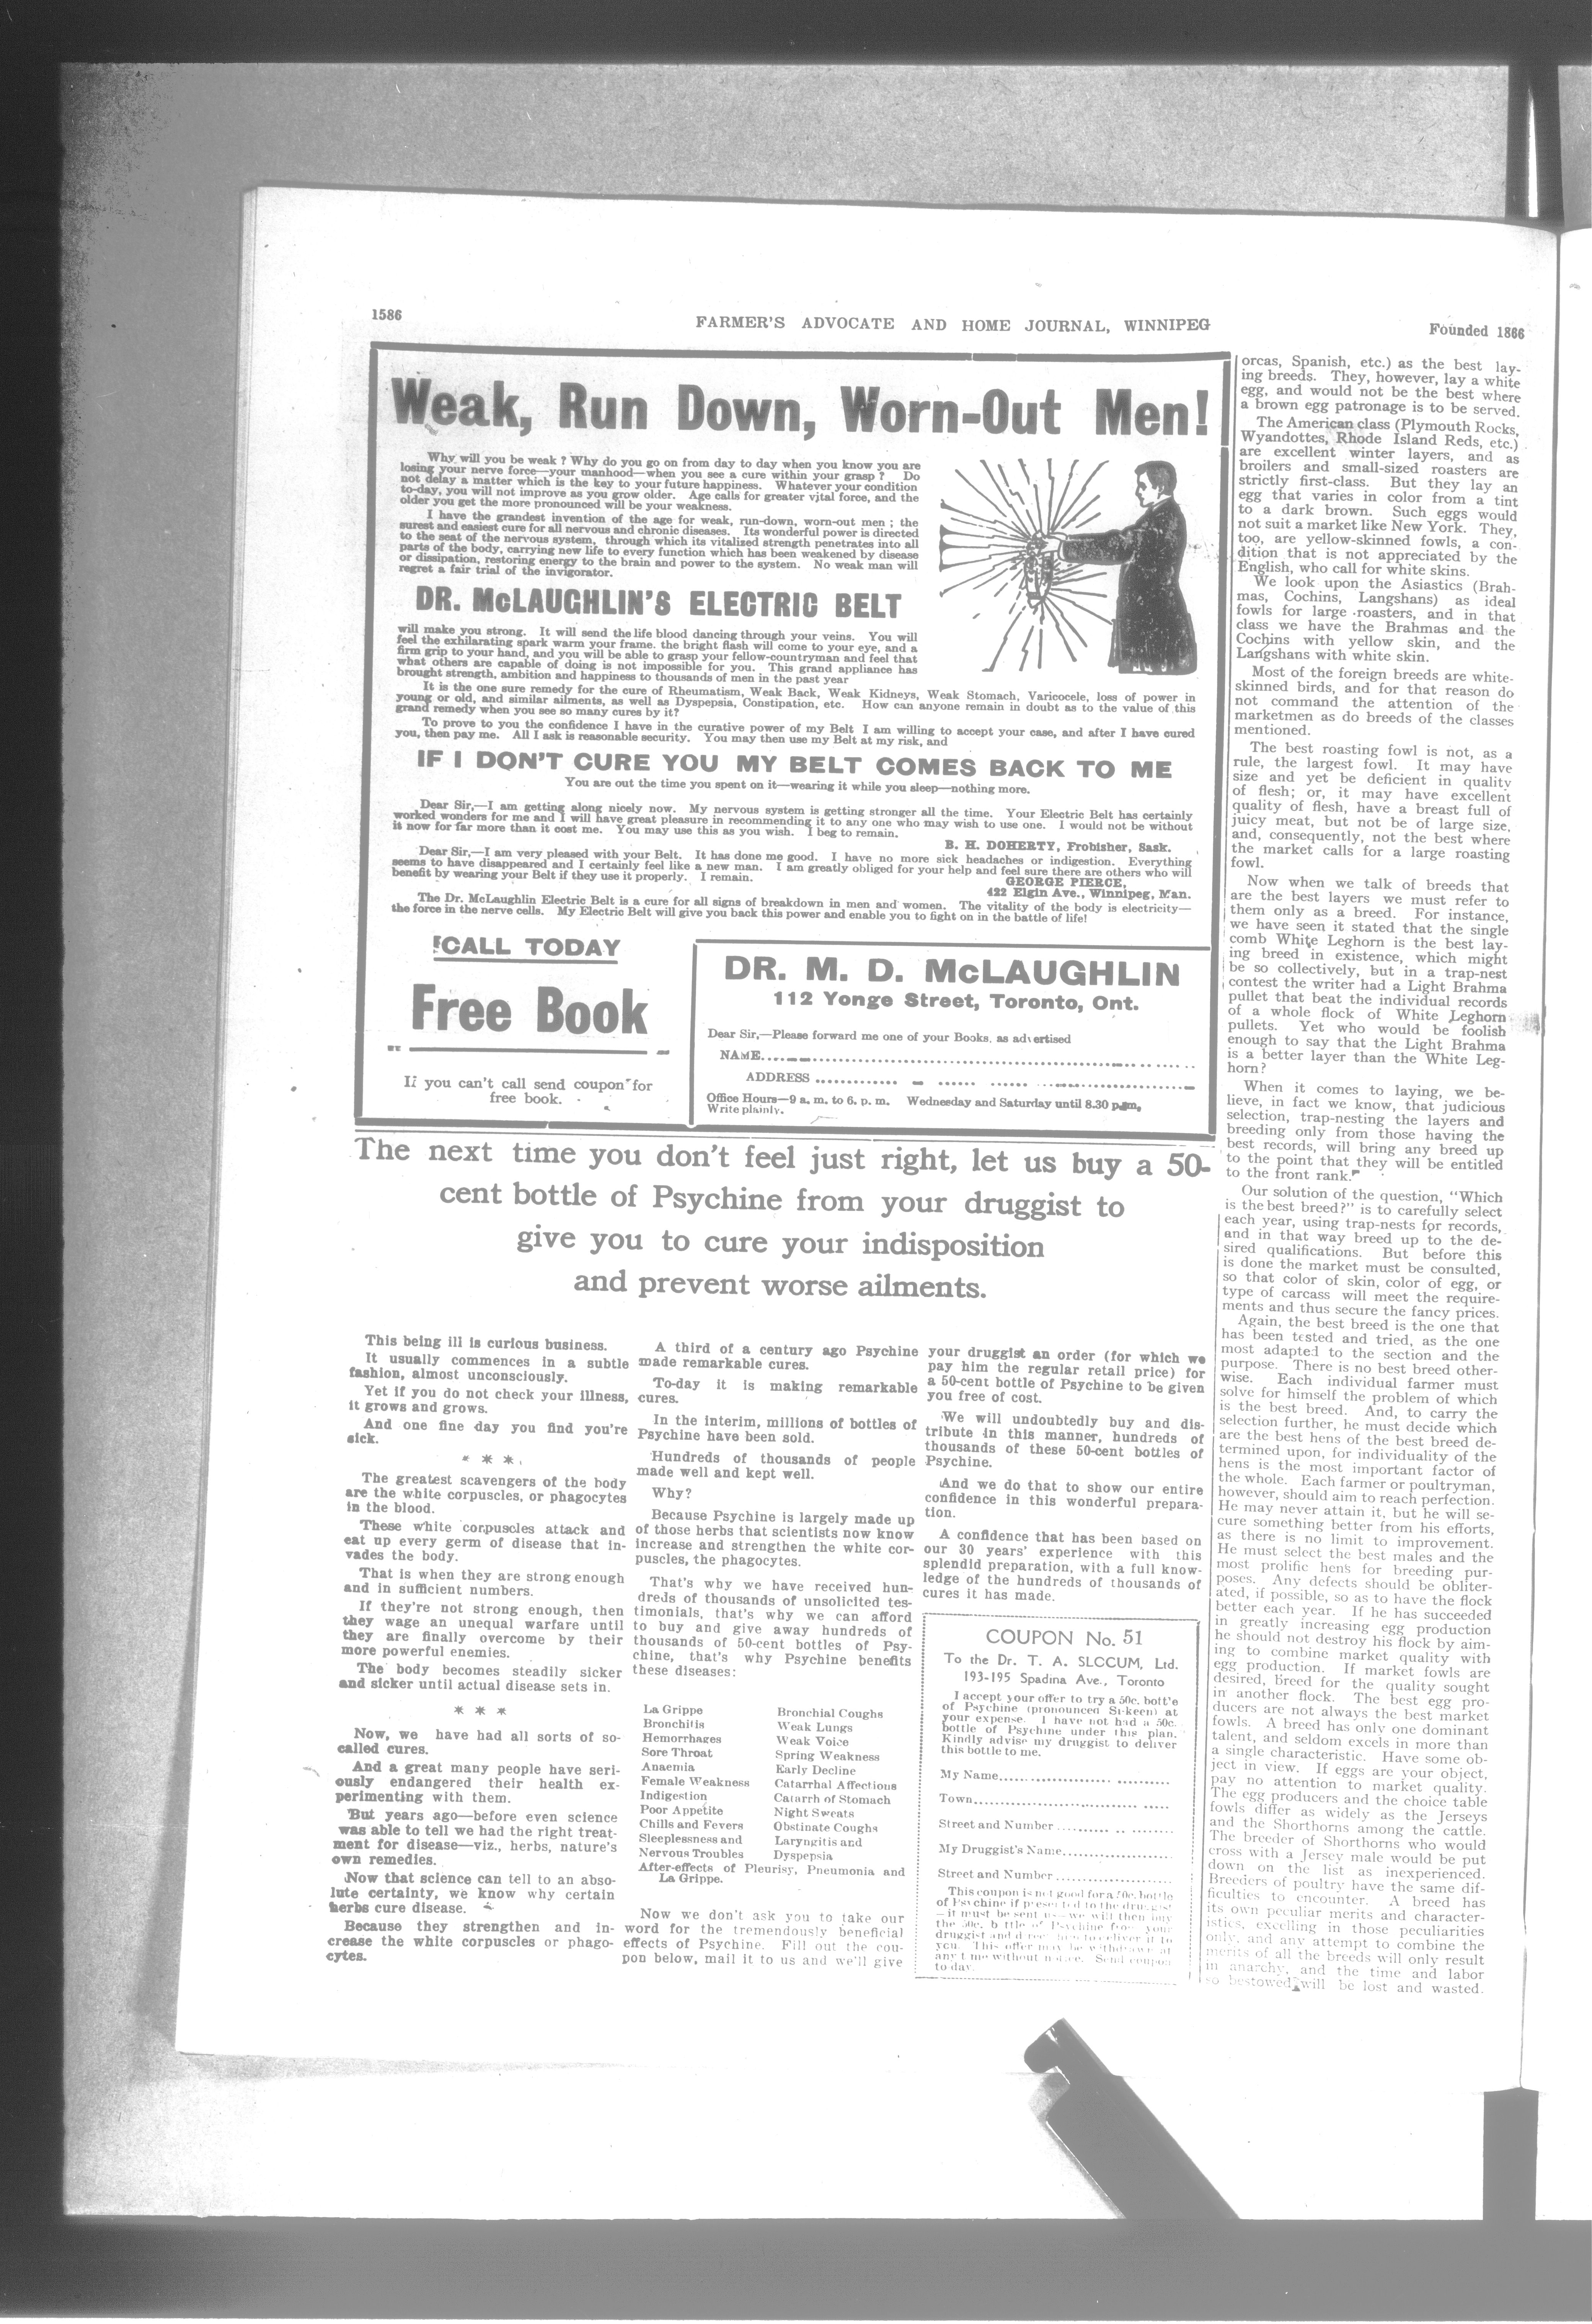 1586
FARMER'S ADVOCATE AND HOME JOURNAL, WINNIPEG
Founded 1866
Weak, Run Down, Worn-Out Men!
Why will you be weak ? Why do you go on from day to day when you know you are
losing your nerve force—your manhood—when you see a cure within your grasp ? Do
not delay a matter which is the key to your future happiness. Whatever your condition
to-day, you will not improve as you grow older. Age calls for greater vital force, and the
older you get the more pronounced will be your weakness.
I have the grandest invention of the age for weak, run-down, worn-out men ; the
surest and easiest cure for all nervous and chronic diseases. Its wonderful power is directed
to the seat of the nervous system, through which its vitalized strength penetrates into all
parts of the body, carrying new life to every function which has been weakened by disease
or dissipation, restoring energy to the brain and power to the system. No weak man will
regret a fair trial of the invigorator.
DR. McLAUGHLIN'S ELECTRIC BELT
will make you strong. It will send the life blood dancing through your veins. You will
feel the exhilarating spark warm your frame. the bright flash will come to your eye, and a
firm grip to your hand, and you will be able to grasp your fellow-countryman and feel that
what others are capable of doing is not impossible for you. This grand appliance has
brought strength, ambition and happiness to thousands of men in the past year
It is the one sure remedy for the cure of Rheumatism, Weak Back, Weak Kidneys, Weak Stomach, Varicocele, loss of power in
young or old, and similar ailments, as well as Dyspepsia, Constipation, etc. How can anyone remain in doubt as to the value of this
grand remedy when you see so many cures by it?
To prove to you the confidence I have in the curative power of my Belt I am willing to accept your case, and after I have cured
you, then pay me. All I ask is reasonable security. You may then use my Belt at my risk, and
IF I DON'T CURE YOU MY BELT COMES BACK TO ME
You are out the time you spent on it—wearing it while you sleep—nothing more.
Dear Sir,—I am getting along nicely now. My nervous system is getting stronger all the time. Your Electric Belt has certainly
worked wonders for me and I will have great pleasure in recommending it to any one who may wish to use one. I would not be without
it now for far more than it cost me. You may use this as you wish. I beg to remain.
B. H. DOHERTY, Frobisher, Sask.
Dear Sir,—I am very pleased with your Belt. It has done me good. I have no more sick headaches or indigestion. Everything
seems to have disappeared and I certainly feel like a new man. I am greatly obliged for your help and feel sure there are others who will
benefit by wearing your Belt if they use it properly. I remain.
GEORGE PIERCE,
422 Elgin Ave., Winnipeg, Man.
The Dr. McLaughlin Electric Belt is a cure for all signs of breakdown in men and women. The vitality of the body is electricity—
the force in the nerve cells. My Electric Belt will give you back this power and enable you to fight on in the battle of life!
CALL TODAY
Free Book
If you can't call send coupon for
free book.
DR. M. D. McLAUGHLIN
112 Yonge Street, Toronto, Ont.
Dear Sir,—Please forward me one of your Books, as advertised
NAME
ADDRESS
Office Hours—9 a. m. to 6. p. m. Wednesday and Saturday until 8.30 p.m,
Write plainly.
The next time you don't feel just right, let us buy a 50-
cent bottle of Psychine from your druggist to
give you to cure your indisposition
and prevent worse ailments.
This being ill is curious business.
It usually commences in a subtle
fashion, almost unconsciously.
Yet if you do not check your illness,
it grows and grows.
And one fine day you find you're
sick.
* * *
The greatest scavengers of the body
are the white corpuscles, or phagocytes
in the blood.
These white corpuscles attack and
eat up every germ of disease that in-
vades the body.
That is when they are strong enough
and in sufficient numbers.
If they're not strong enough, then
they wage an unequal warfare until
they are finally overcome by their
more powerful enemies.
The body becomes steadily sicker
and sicker until actual disease sets in.
* * *
Now, we have had all sorts of so-
called cures.
And a great many people have seri-
ously endangered their health ex-
perimenting with them.
But years ago—before even science
was able to tell we had the right treat-
ment for disease—viz., herbs, nature's
own remedies.
Now that science can tell to an abso-
lute certainty, we know why certain
herbs cure disease.
Because they strengthen and in-
crease the white corpuscles or phago-
cytes.
A third of a century ago Psychine
made remarkable cures.
To-day it is making remarkable
cures.
In the interim, millions of bottles of
Psychine have been sold.
Hundreds of thousands of people
made well and kept well.
Why?
Because Psychine is largely made up
of those herbs that scientists now know
increase and strengthen the white cor-
puscles, the phagocytes.
That's why we have received hun-
dreds of thousands of unsolicited tes-
timonials, that's why we can afford
to buy and give away hundreds of
thousands of 50-cent bottles of Psy-
chine, that's why Psychine benefits
these diseases:
La Grippe
Bronchitis
Hemorrhages
Sore Throat
Anaemia
Female Weakness
Indigestion
Poor Appetite
Chills and Fevers
Sleeplessness and
Nervous Troubles
Bronchial Coughs
Weak Lungs
Weak Voice
Spring Weakness
Early Decline
Catarrhal Affections
Catarrh of Stomach
Night Sweats
Obstinate Coughs
Laryngitis and
Dyspepsia
After-effects of Pleurisy, Pneumonia and
La Grippe.
Now we don't ask you to take our
word for the tremendously beneficial
effects of Psychine. Fill out the cou-
pon below, mail it to us and we'll give
your druggist an order (for which we
pay him the regular retail price) for
a 50-cent bottle of Psychine to be given
you free of cost.
We will undoubtedly buy and dis-
tribute in this manner, hundreds of
thousands of these 50-cent bottles of
Psychine.
And we do that to show our entire
confidence in this wonderful prepara-
tion.
A confidence that has been based on
our 30 years' experience with this
splendid preparation, with a full know-
ledge of the hundreds of thousands of
cures it has made.
COUPON No. 51
To the Dr. T. A. SLOCUM, Ltd.
193-195 Spadina Ave., Toronto
I accept your offer to try a 50c. bottle
of Psychine (pronounced Si-keen) at
your expense. I have not had a 50c.
bottle of Psychine under this plan.
Kindly advise my druggist to deliver
this bottle to me.
My Name
Town
Street and Number
My Druggist's Name
Street and Number
This coupon is not good for a 50c. bottle
of Psychine if presented to the druggist
—it must be sent us—we will then buy
the 50c. bottle of Psychine from your
druggist and direct him to deliver it to
you. This offer may be withdrawn at
any time without notice. Send coupon
to day.
orcas, Spanish, etc.) as the best lay-
ing breeds. They, however, lay a white
egg, and would not be the best where
a brown egg patronage is to be served.
The American class (Plymouth Rocks,
Wyandottes, Rhode Island Reds, etc.)
are excellent winter layers, and as
broilers and small-sized roasters are
strictly first-class. But they lay an
egg that varies in color from a tint
to a dark brown. Such eggs would
not suit a market like New York. They,
too, are yellow-skinned fowls, a con-
dition that is not appreciated by the
English, who call for white skins.
We look upon the Asiastics (Brah-
mas, Cochins, Langshans) as ideal
fowls for large roasters, and in that
class we have the Brahmas and the
Cochins with yellow skin, and the
Langshans with white skin.
Most of the foreign breeds are white-
skinned birds, and for that reason do
not command the attention of the
marketmen as do breeds of the classes
mentioned.
The best roasting fowl is not, as a
rule, the largest fowl. It may have
size and yet be deficient in quality
of flesh; or, it may have excellent
quality of flesh, have a breast full of
juicy meat, but not be of large size,
and, consequently, not the best where
the market calls for a large roasting
fowl.
Now when we talk of breeds that
are the best layers we must refer to
them only as a breed. For instance,
we have seen it stated that the single
comb White Leghorn is the best lay-
ing breed in existence, which might
be so collectively, but in a trap-nest
contest the writer had a Light Brahma
pullet that beat the individual records
of a whole flock of White Leghorn
pullets. Yet who would be foolish
enough to say that the Light Brahma
is a better layer than the White Leg-
horn?
When it comes to laying, we be-
lieve, in fact we know, that judicious
selection, trap-nesting the layers and
breeding only from those having the
best records, will bring any breed up
to the point that they will be entitled
to the front rank.
Our solution of the question, "Which
is the best breed?" is to carefully select
each year, using trap-nests for records,
and in that way breed up to the de-
sired qualifications. But before this
is done the market must be consulted,
so that color of skin, color of egg, or
type of carcass will meet the require-
ments and thus secure the fancy prices.
Again, the best breed is the one that
has been tested and tried, as the one
most adapted to the section and the
purpose. There is no best breed other-
wise. Each individual farmer must
solve for himself the problem of which
is the best breed. And, to carry the
selection further, he must decide which
are the best hens of the best breed de-
termined upon, for individuality of the
hens is the most important factor of
the whole. Each farmer or poultryman,
however, should aim to reach perfection.
He may never attain it, but he will se-
cure something better from his efforts,
as there is no limit to improvement.
He must select the best males and the
most prolific hens for breeding pur-
poses. Any defects should be obliter-
ated, if possible, so as to have the flock
better each year. If he has succeeded
in greatly increasing egg production
he should not destroy his flock by aim-
ing to combine market quality with
egg production. If market fowls are
desired, breed for the quality sought
in another flock. The best egg pro-
ducers are not always the best market
fowls. A breed has only one dominant
talent, and seldom excels in more than
a single characteristic. Have some ob-
ject in view. If eggs are your object,
pay no attention to market quality.
The egg producers and the choice table
fowls differ as widely as the Jerseys
and the Shorthorns among the cattle.
The breeder of Shorthorns who would
cross with a Jersey male would be put
down on the list as inexperienced.
Breeders of poultry have the same dif-
ficulties to encounter. A breed has
its own peculiar merits and character-
istics, excelling in those peculiarities
only, and any attempt to combine the
merits of all the breeds will only result
in anarchy, and the time and labor
so bestowed will be lost and wasted.